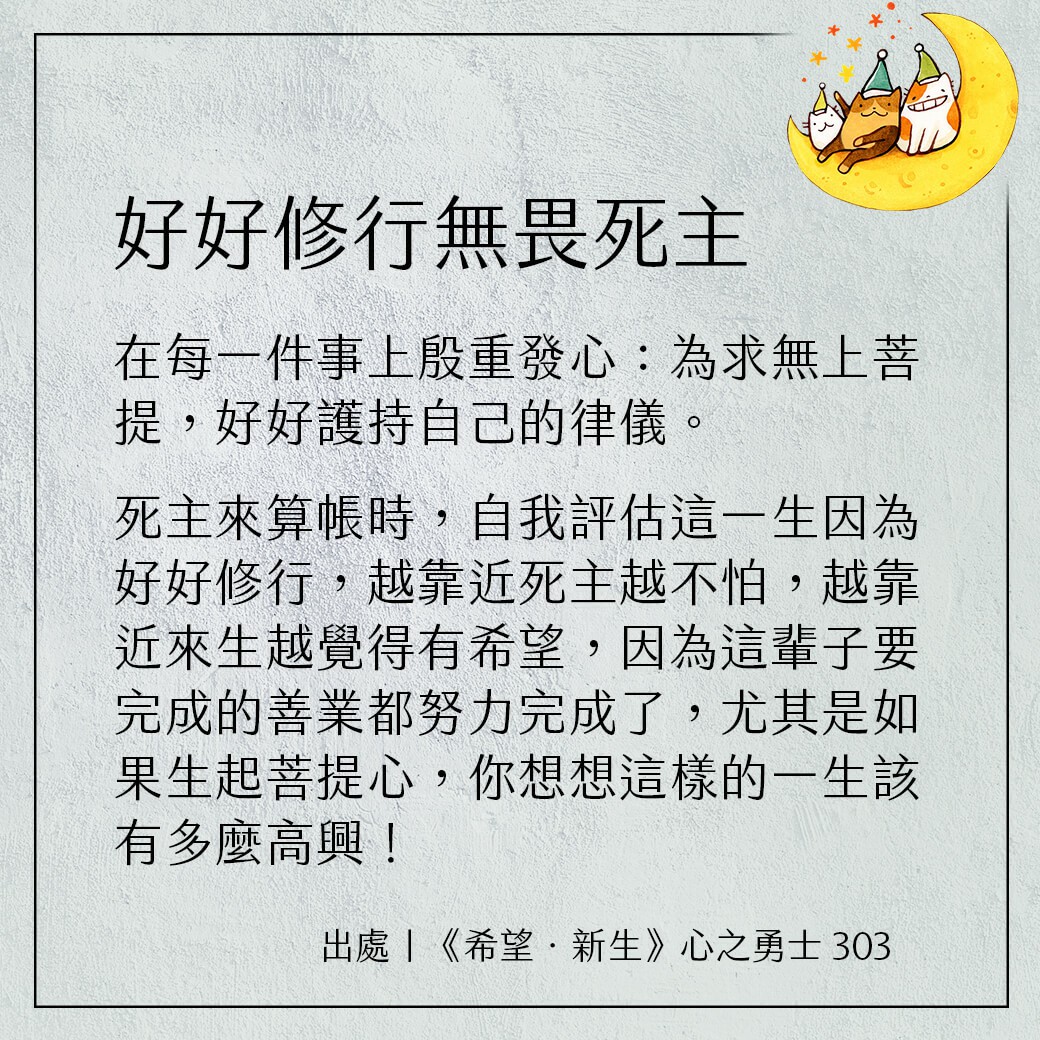 好好修行無畏死主
在每一件事上殷重發心：為求無上菩
提，好好護持自己的律儀。
死主來算帳時，自我評估這一生因為
好好修行，越靠近死主越不怕，越靠
近來生越覺得有希望，因為這輩子要
完成的善業都努力完成了，尤其是如
果生起菩提心，你想想這樣的一生該
有多麼高興！
出處｜《希望．新生》心之勇士 303